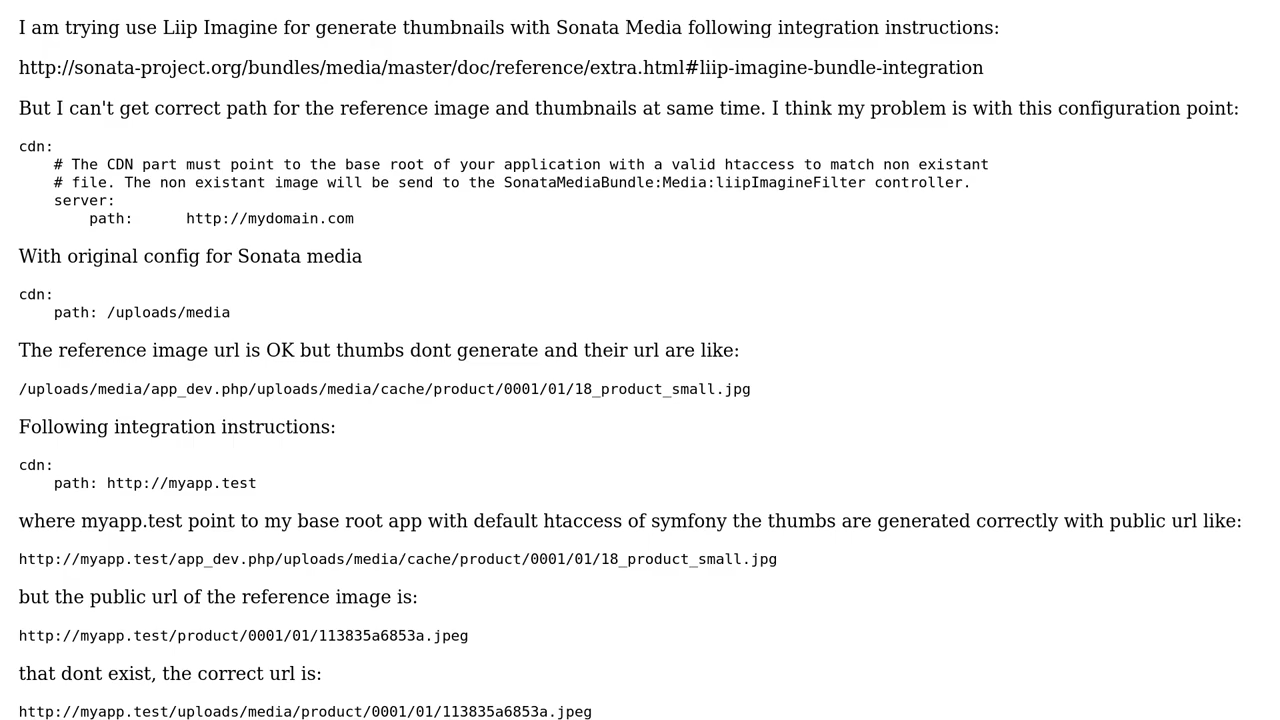 I am trying use Liip Imagine for generate thumbnails with Sonata Media following integration instructions:
http://sonata-project.org/bundles/media/master/doc/reference/extra.html#liip-imagine-bundle-integration
But I can't get correct path for the reference image and thumbnails at same time. I think my problem is with this configuration point:
cdn:
    # The CDN part must point to the base root of your application with a valid htaccess to match non existant
    # file. The non existant image will be send to the SonataMediaBundle:Media:liipImagineFilter controller.
    server:
        path:      http://mydomain.com
With original config for Sonata media
cdn:
    path: /uploads/media
The reference image url is OK but thumbs dont generate and their url are like:
/uploads/media/app_dev.php/uploads/media/cache/product/0001/01/18_product_small.jpg
Following integration instructions:
cdn:
    path: http://myapp.test
where myapp.test point to my base root app with default htaccess of symfony the thumbs are generated correctly with public url like:
http://myapp.test/app_dev.php/uploads/media/cache/product/0001/01/18_product_small.jpg
but the public url of the reference image is:
http://myapp.test/product/0001/01/113835a6853a.jpeg
that dont exist, the correct url is:
http://myapp.test/uploads/media/product/0001/01/113835a6853a.jpeg